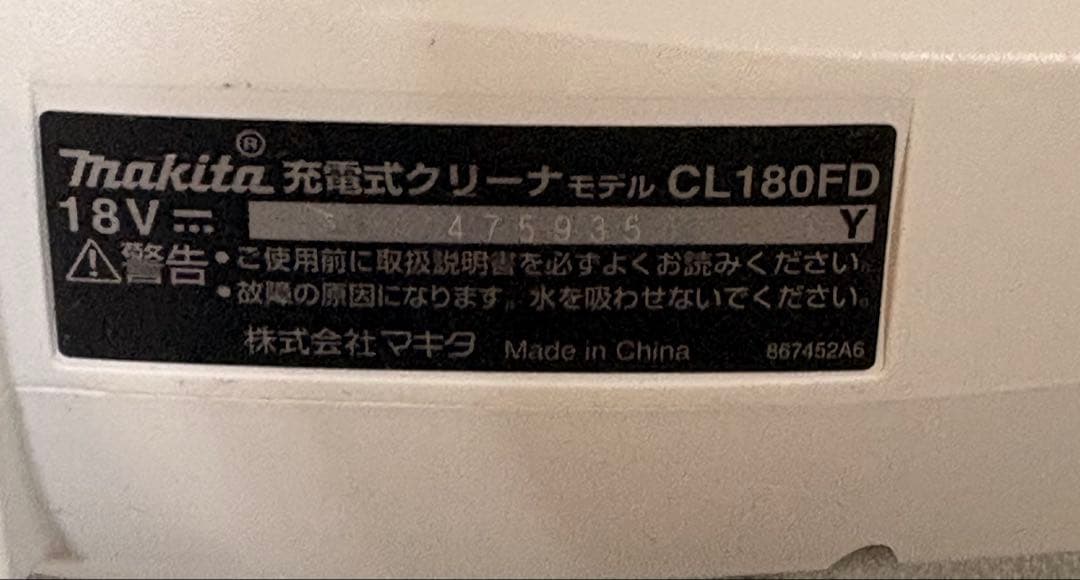 makita® 充電式クリーナ モデル CL180FD
18V ⎓ 475935 Y
⚠警告 •ご使用前に取扱説明書を必ずよくお読みください。
•故障の原因になります。水を吸わせないでください。
株式会社マキタ Made in China 867452A6